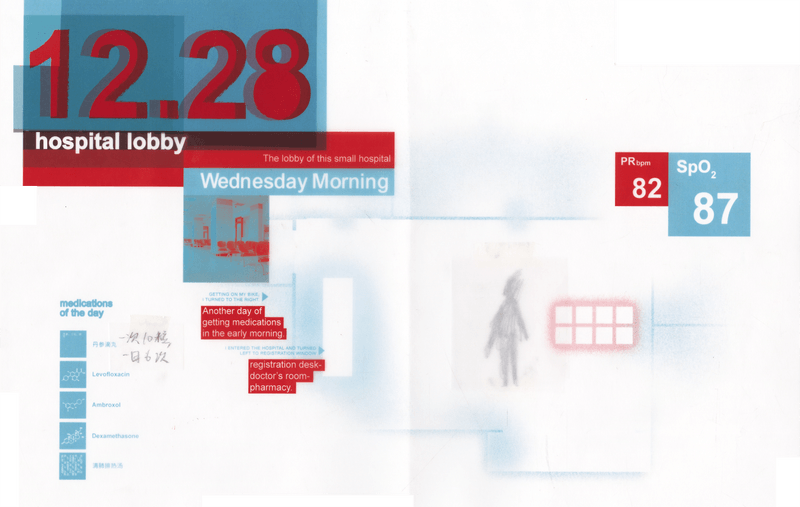 12.28
hospital lobby
The lobby of this small hospital
Wednesday Morning
PRbpm
82
SpO2
87
GETTING ON MY BIKE,
I TURNED TO THE RIGHT
Another day of
getting medications
in the early morning.
I ENTERED THE HOSPITAL AND TURNED
LEFT TO REGISTRATION WINDOW
registration desk-
doctor's room-
pharmacy.
medications
of the day
一次10粒,
一日6次
Levofloxacin
Ambroxol
Dexamethasone